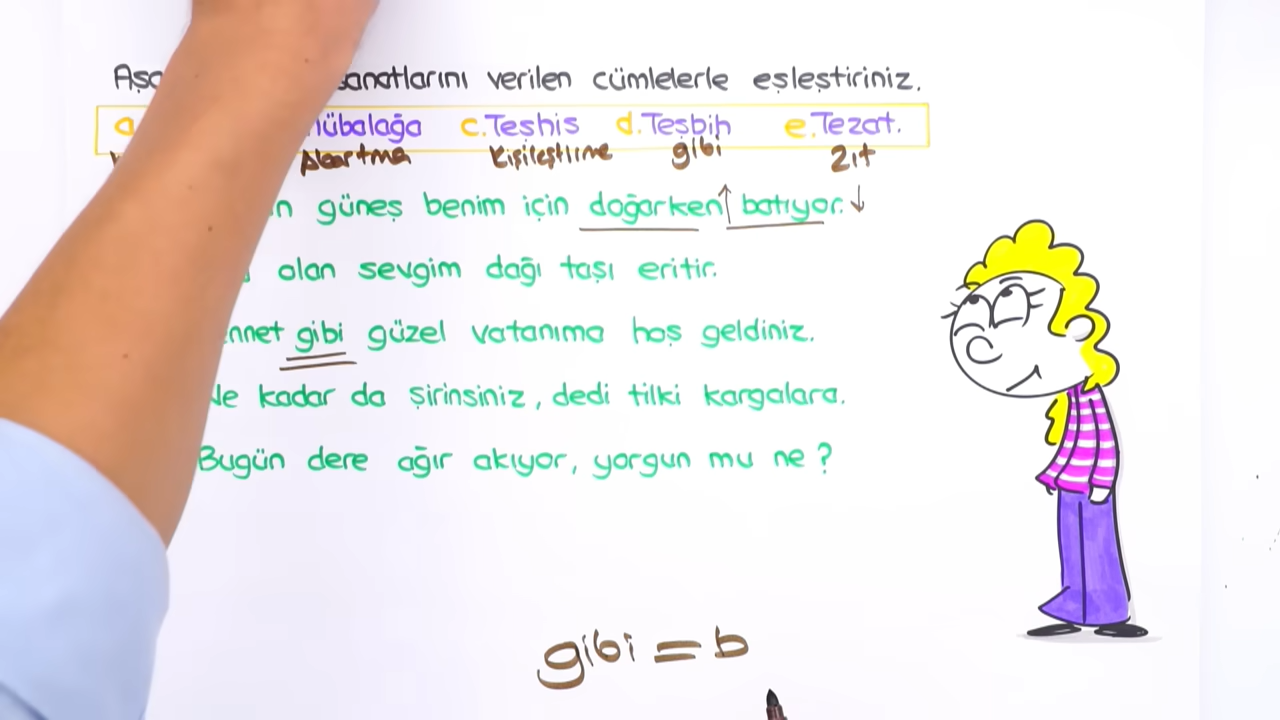 sanatlarını verilen cümlelerle eşleştiriniz.
a. Mübalağa c.Teşhis d.Teşbih e.Tezat.
Abartma Kişileştirme gibi Zıt
güneş benim için doğarken↑ batıyor.↓
olan sevgim dağı taşı eritir.
gibi güzel vatanıma hoş geldiniz.
Ne kadar da şirinsiniz, dedi tilki kargalara.
Bugün dere ağır akıyor, yorgun mu ne?
gibi = b